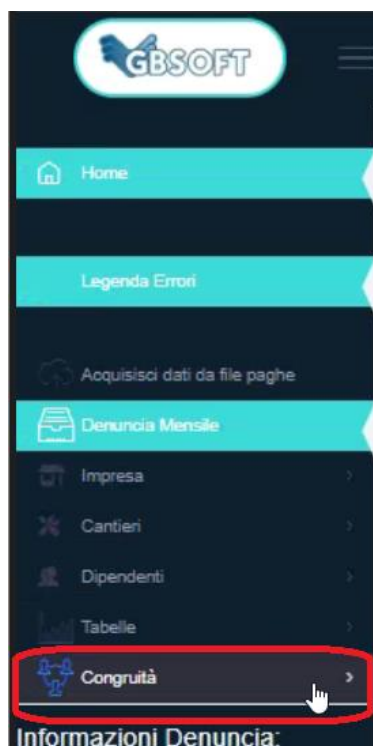 GBSOFT
Home
Legenda Errori
Acquisisci dati da file paghe
Denuncia Mensile
Impresa
Cantieri
Dipendenti
Tabelle
Congruità
Informazioni Denuncia: